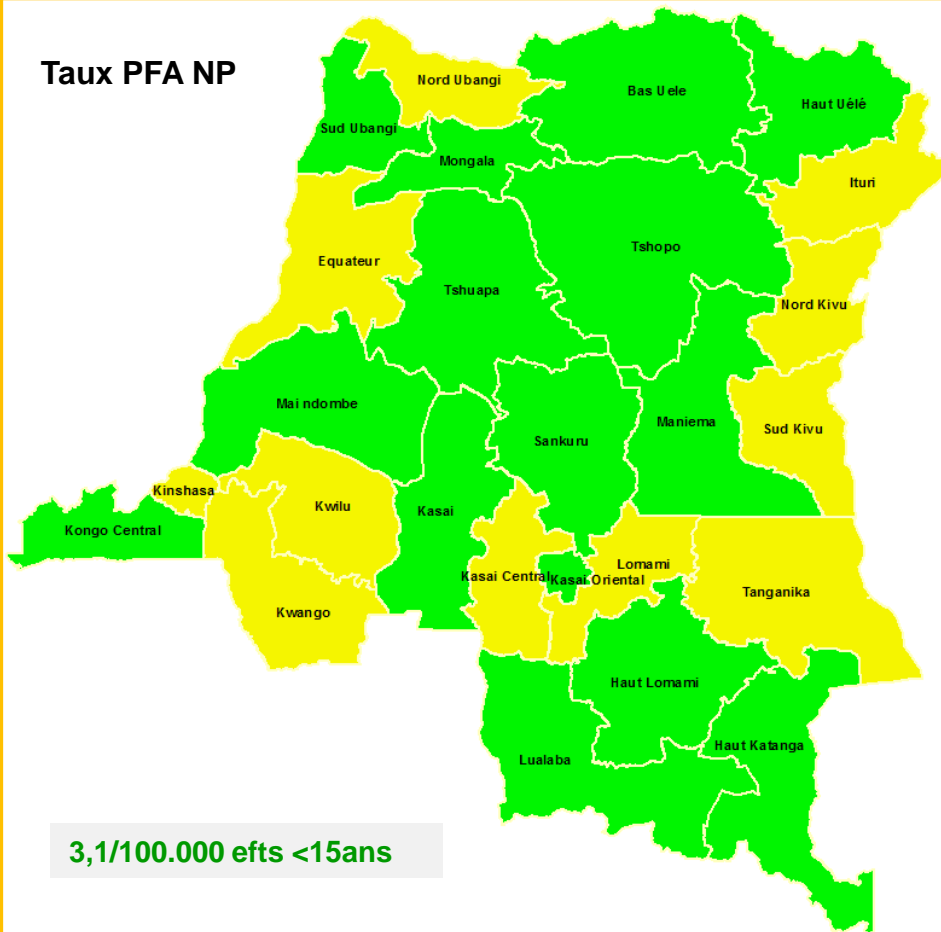 Taux PFA NP
Nord Ubangi
Bas Uele
Haut Uélé
Sud Ubangi
Mongala
Ituri
Tshopo
Equateur
Tshuapa
Nord Kivu
Mai ndombe
Maniema
Sud Kivu
Sankuru
Kinshasa
Kwilu
Kasai
Kongo Central
Lomami
Kasai Central
Kasai Oriental
Tanganika
Kwango
Haut Lomami
Haut Katanga
Lualaba
3,1/100.000 efts <15ans